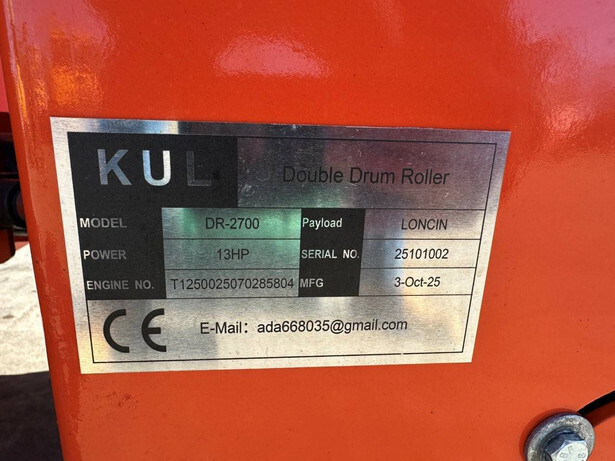 KUL Double Drum Roller
MODEL DR-2700 Payload LONCIN
POWER 13HP SERIAL NO. 25101002
ENGINE NO. T1250025070285804 MFG 3-Oct-25
CE E-Mail: ada668035@gmail.com